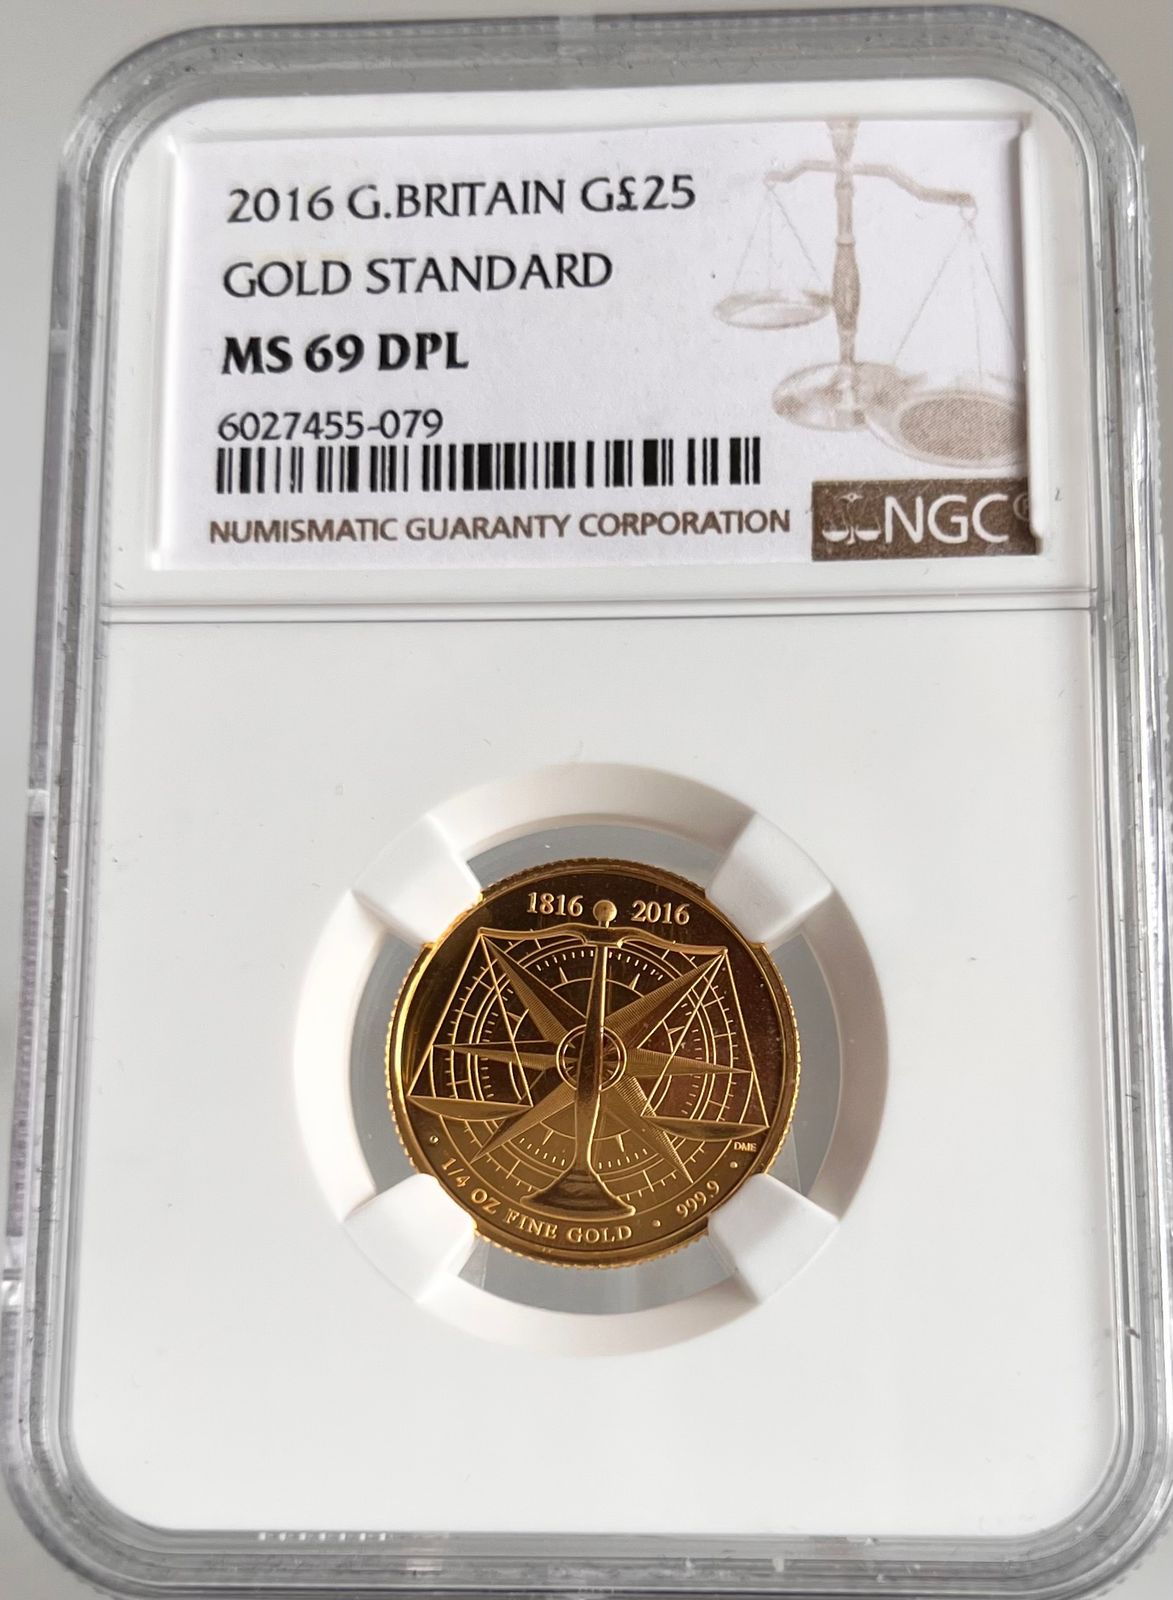 2016 G.BRITAIN G£25
GOLD STANDARD
MS 69 DPL
6027455-079
NUMISMATIC GUARANTY CORPORATION
NGC®
1816 2016
DME
• 1/4 OZ FINE GOLD • 999.9 •